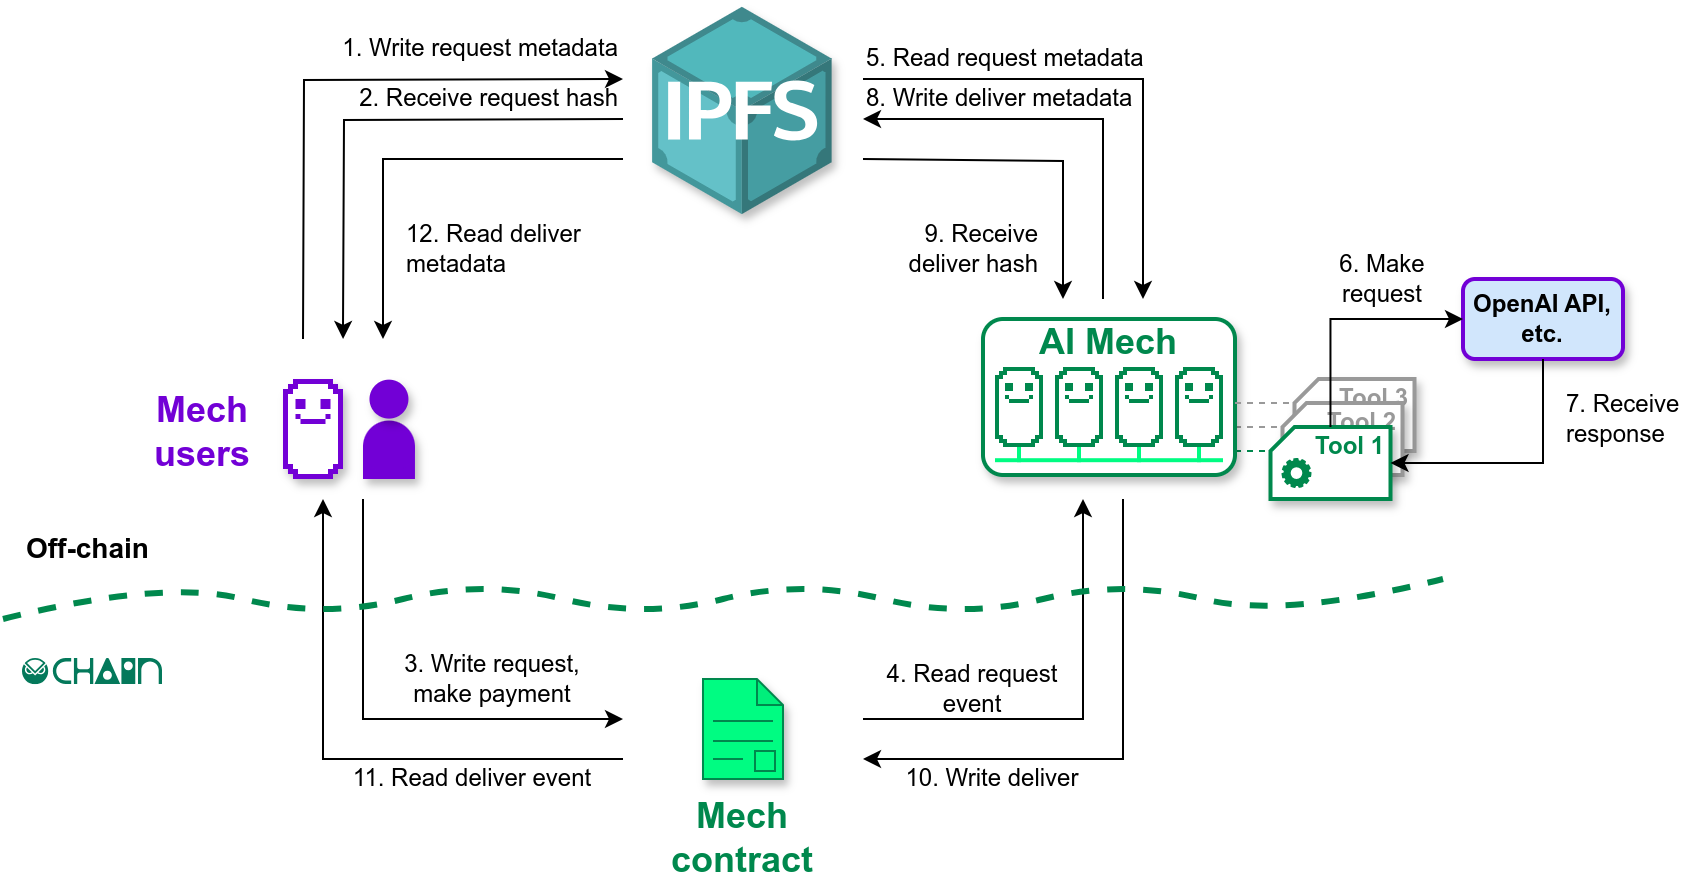 1. Write request metadata
2. Receive request hash
IPFS
5. Read request metadata
8. Write deliver metadata
12. Read deliver
metadata
9. Receive
deliver hash
6. Make
request
OpenAI API,
etc.
7. Receive
response
AI Mech
Tool 3
Tool 2
Tool 1
Mech
users
Off-chain
CHAIN
3. Write request,
make payment
4. Read request
event
11. Read deliver event
10. Write deliver
Mech
contract